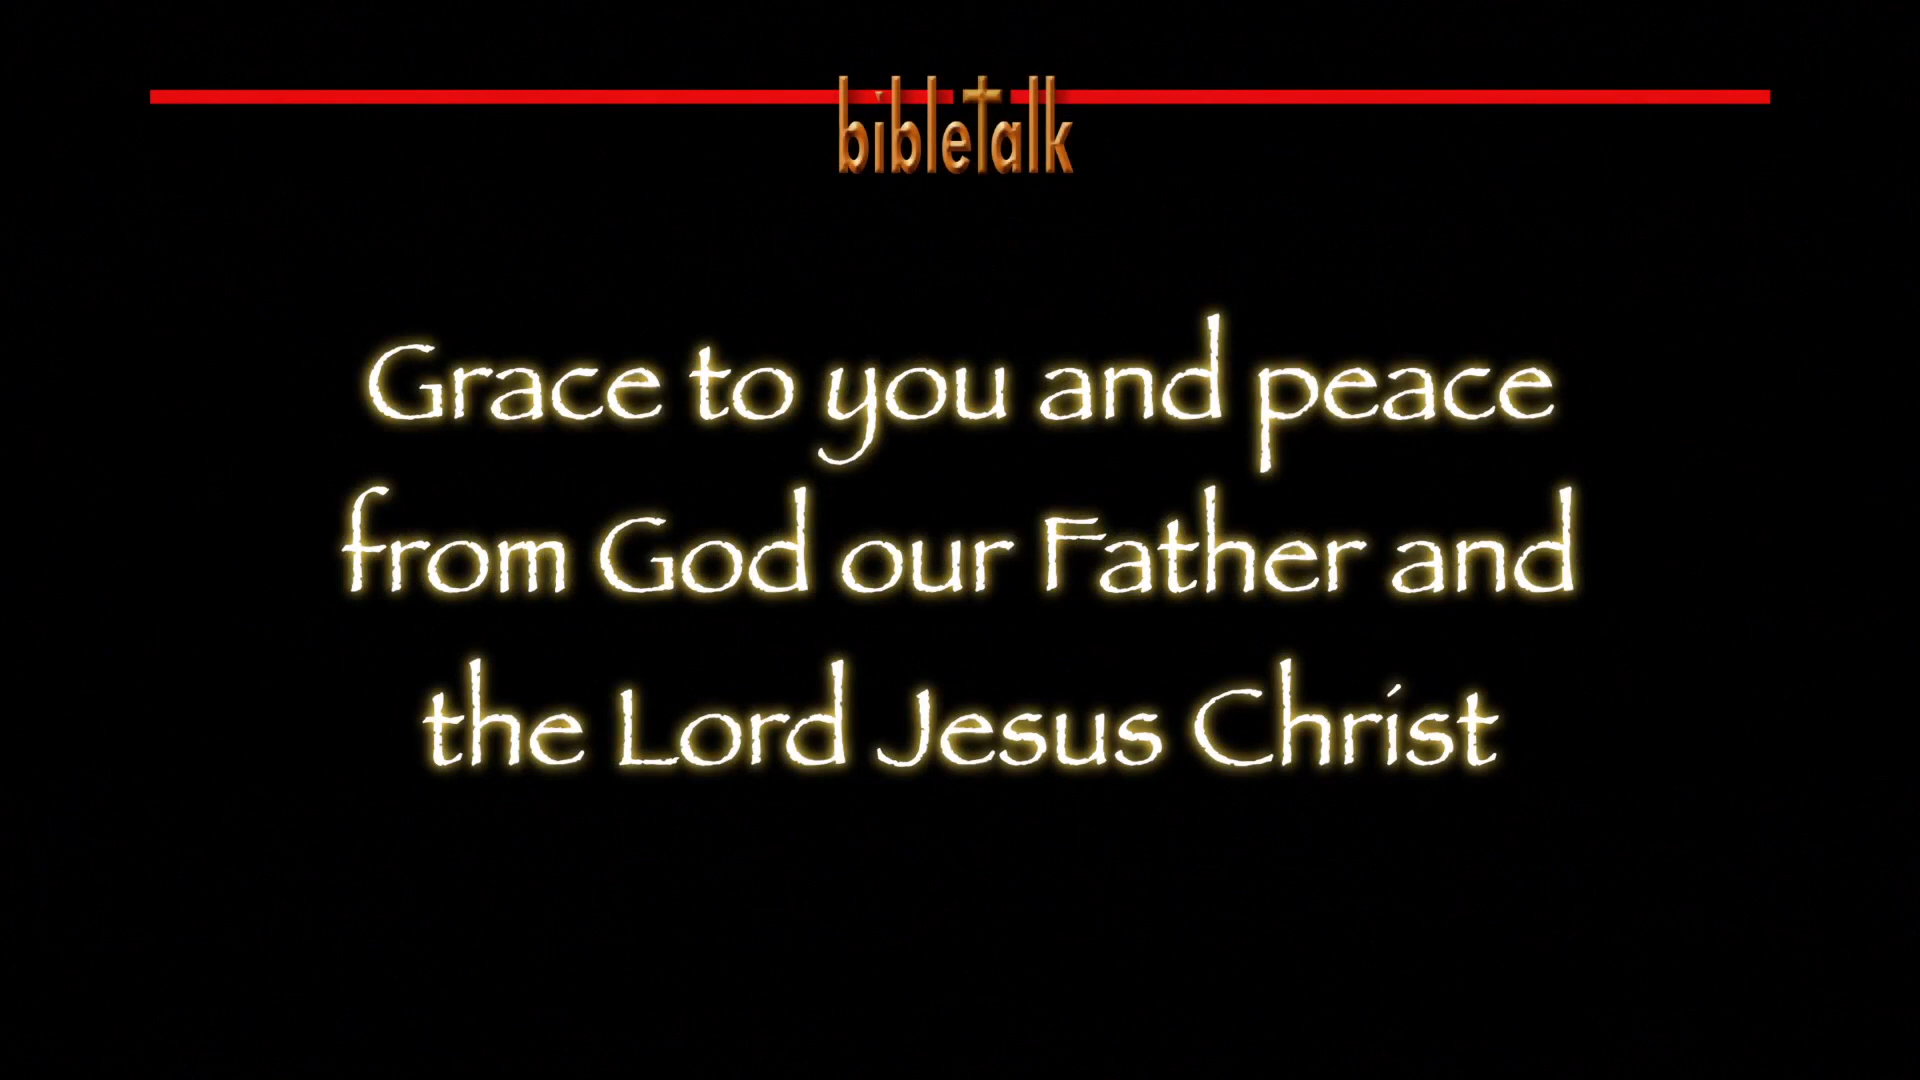 bibleTalk
Grace to you and peace
from God our Father and
the Lord Jesus Christ